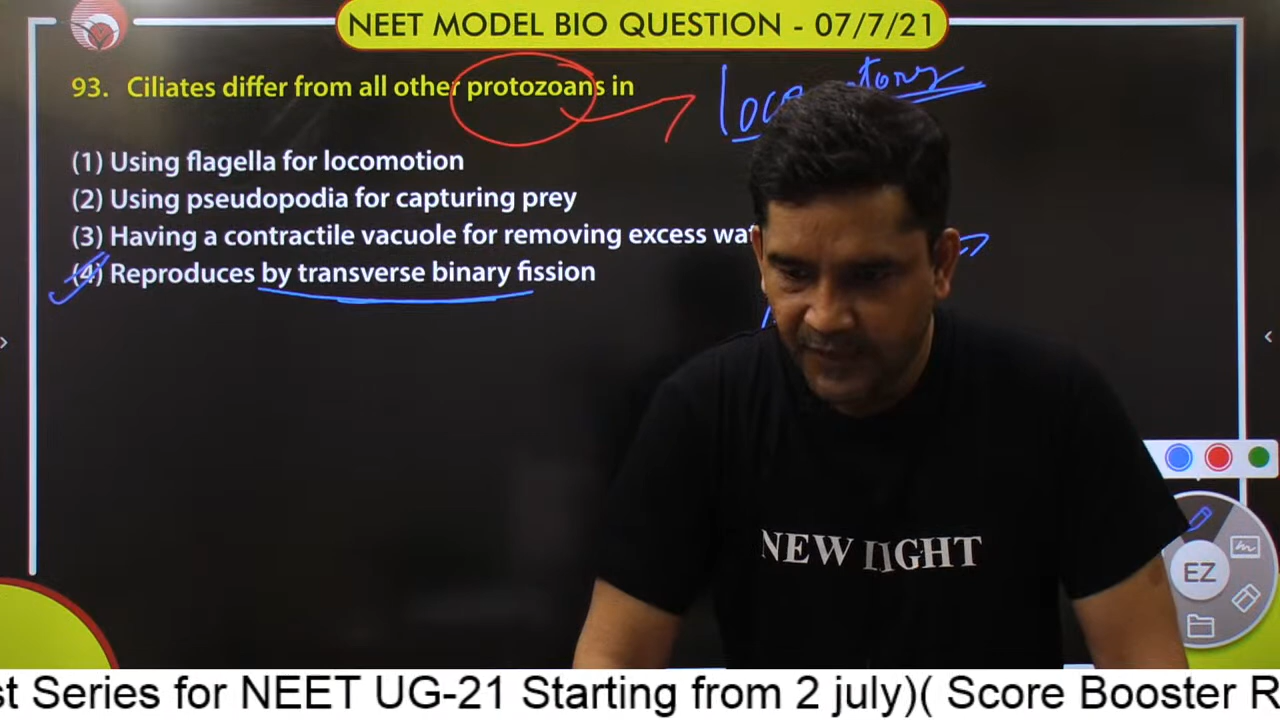 NEET MODEL BIO QUESTION - 07/7/21
93. Ciliates differ from all other protozoans in
(1) Using flagella for locomotion
(2) Using pseudopodia for capturing prey
(3) Having a contractile vacuole for removing excess
(4) Reproduces by transverse binary fission
NEW LIGHT
EZ
st Series for NEET UG-21 Starting from 2 july)( Score Booster R